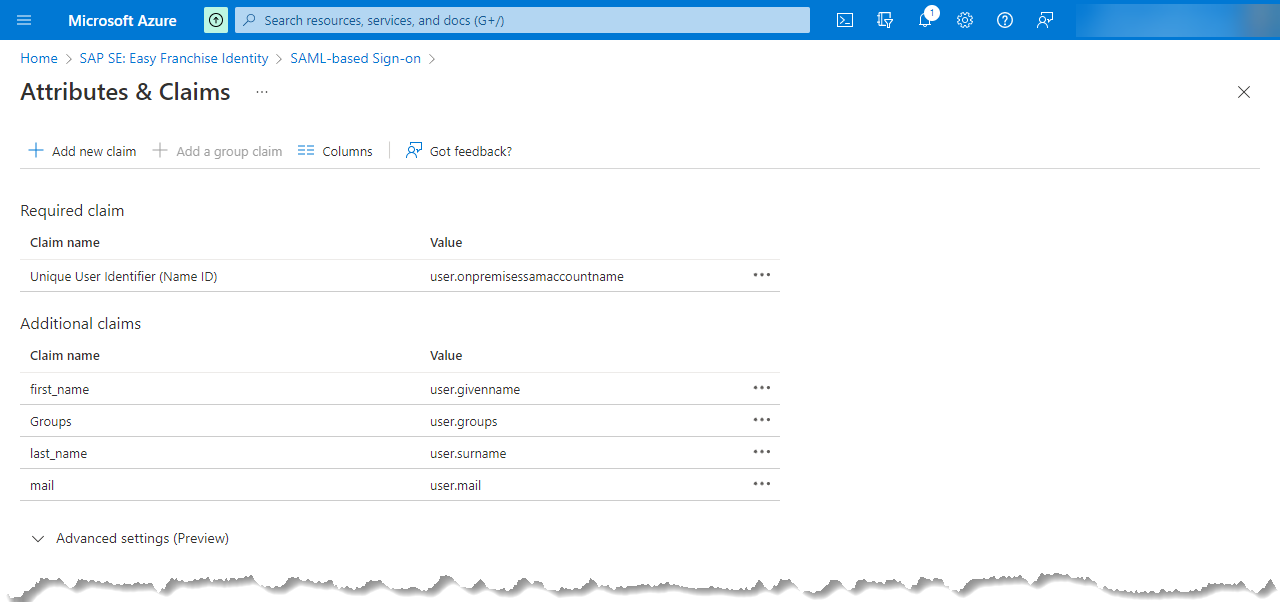 Microsoft Azure Search resources, services, and docs (G+/) 1
Home > SAP SE: Easy Franchise Identity > SAML-based Sign-on >
Attributes & Claims ...
Add new claim Add a group claim Columns Got feedback?
Required claim
Claim name Value
Unique User Identifier (Name ID) user.onpremisessamaccountname
Additional claims
Claim name Value
first_name user.givenname
Groups user.groups
last_name user.surname
mail user.mail
Advanced settings (Preview)